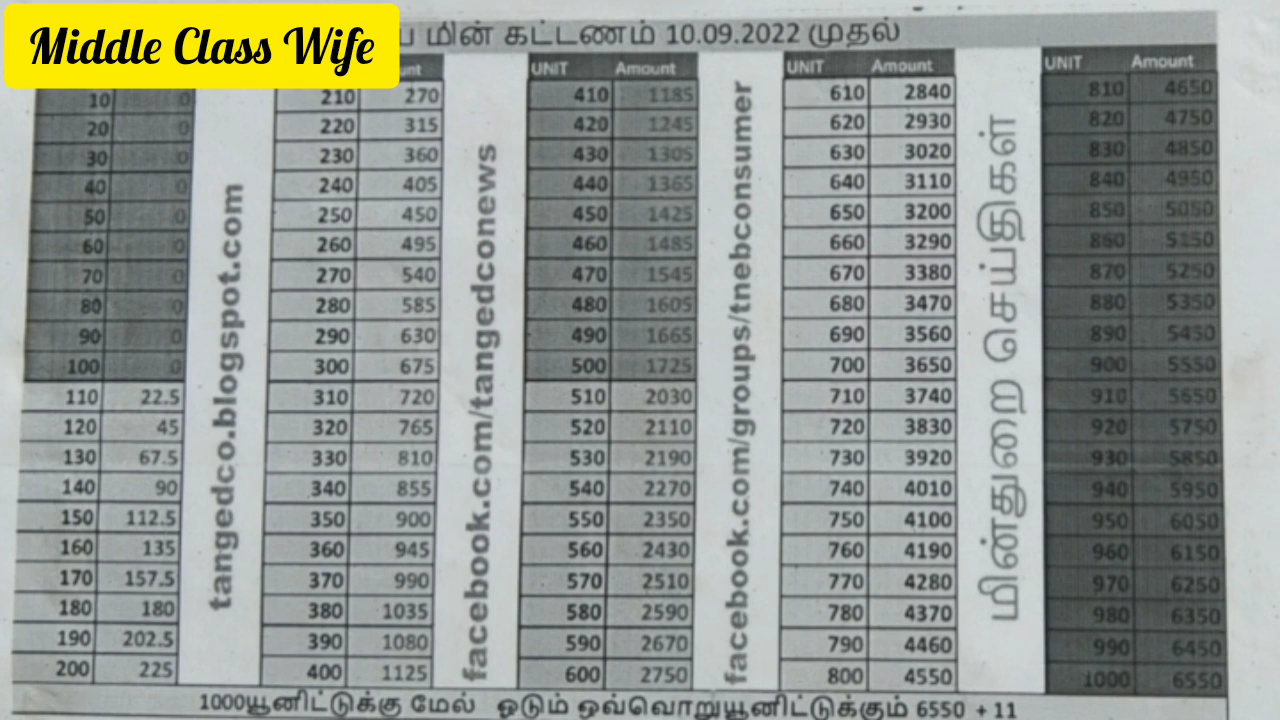 Middle Class Wife
மின் கட்டணம் 10.09.2022 முதல்
UNIT Amount UNIT Amount UNIT Amount
10 0 210 270 410 1185 610 2840 810 4650
20 0 220 315 420 1245 620 2930 820 4750
30 0 230 360 430 1305 630 3020 830 4850
40 0 240 405 440 1365 640 3110 840 4950
50 0 250 450 450 1425 650 3200 850 5050
60 0 260 495 460 1485 660 3290 860 5150
70 0 270 540 470 1545 670 3380 870 5250
80 0 280 585 480 1605 680 3470 880 5350
90 0 290 630 490 1665 690 3560 890 5450
100 0 300 675 500 1725 700 3650 900 5550
110 22.5 310 720 510 2030 710 3740 910 5650
120 45 320 765 520 2110 720 3830 920 5750
130 67.5 330 810 530 2190 730 3920 930 5850
140 90 340 855 540 2270 740 4010 940 5950
150 112.5 350 900 550 2350 750 4100 950 6050
160 135 360 945 560 2430 760 4190 960 6150
170 157.5 370 990 570 2510 770 4280 970 6250
180 180 380 1035 580 2590 780 4370 980 6350
190 202.5 390 1080 590 2670 790 4460 990 6450
200 225 400 1125 600 2750 800 4550 1000 6550
tangedco.blogspot.com
facebook.com/tangedconews
facebook.com/groups/tnebconsumer
மின்துறை செய்திகள்
1000யூனிட்டுக்கு மேல் ஓடும் ஒவ்வொறுயூனிட்டுக்கும் 6550 +11